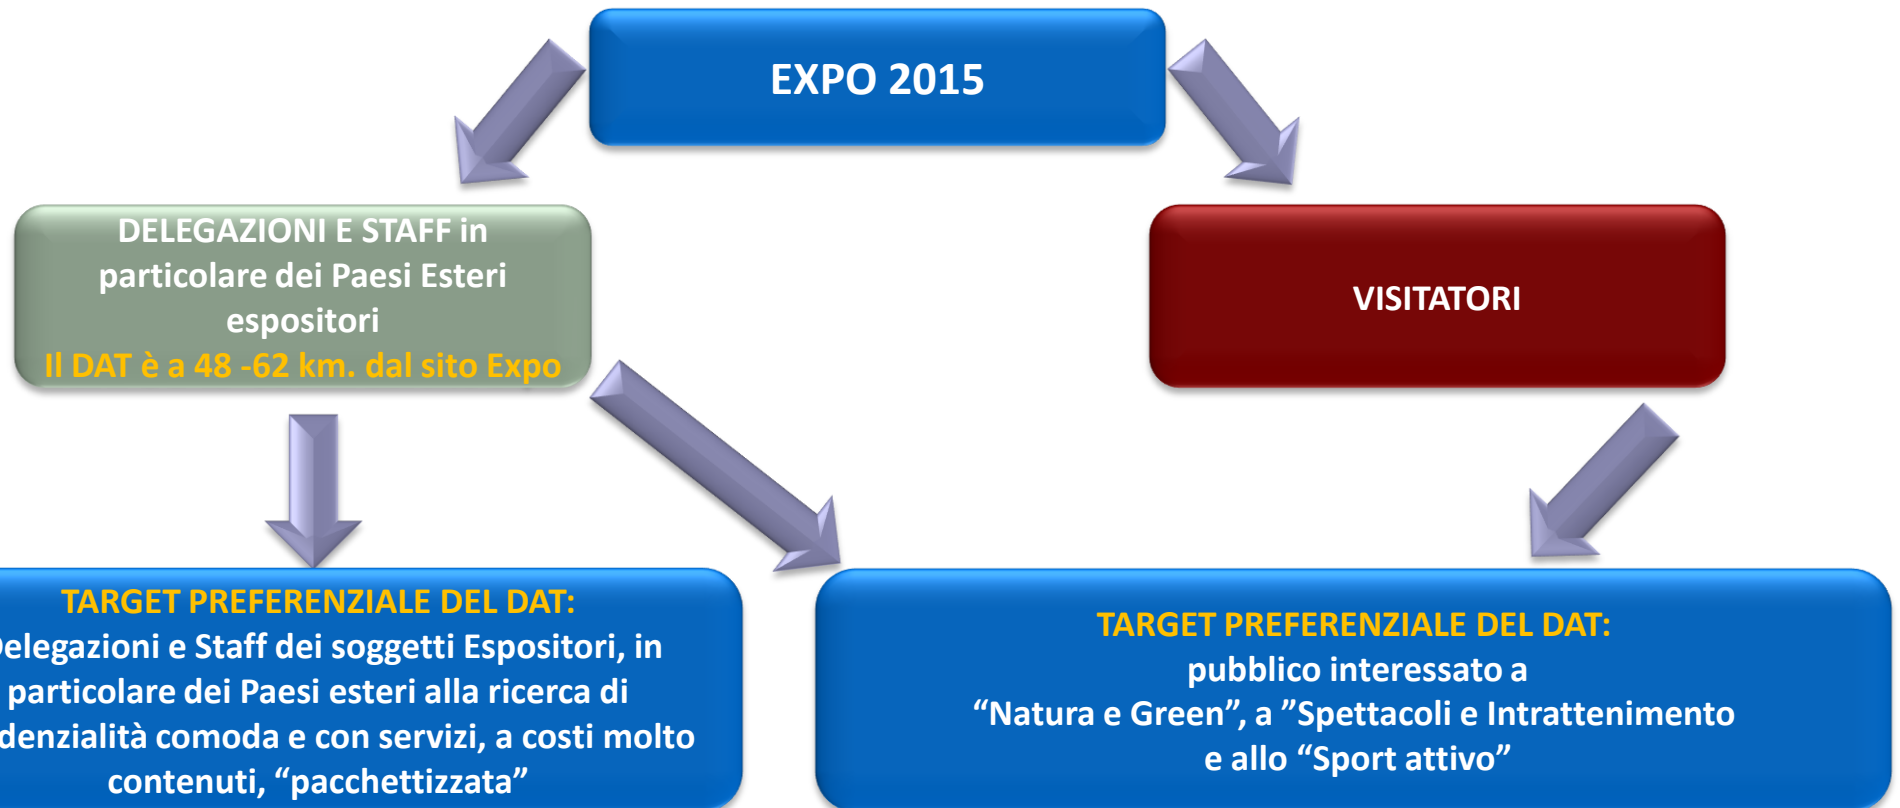 EXPO 2015
DELEGAZIONI E STAFF in
particolare dei Paesi Esteri
espositori
Il DAT è a 48 -62 km. dal sito Expo
VISITATORI
TARGET PREFERENZIALE DEL DAT:
elegazioni e Staff dei soggetti Espositori, in
particolare dei Paesi esteri alla ricerca di
denzialità comoda e con servizi, a costi molto
contenuti, “pacchettizzata”
TARGET PREFERENZIALE DEL DAT:
pubblico interessato a
“Natura e Green”, a ”Spettacoli e Intrattenimento
e allo “Sport attivo”